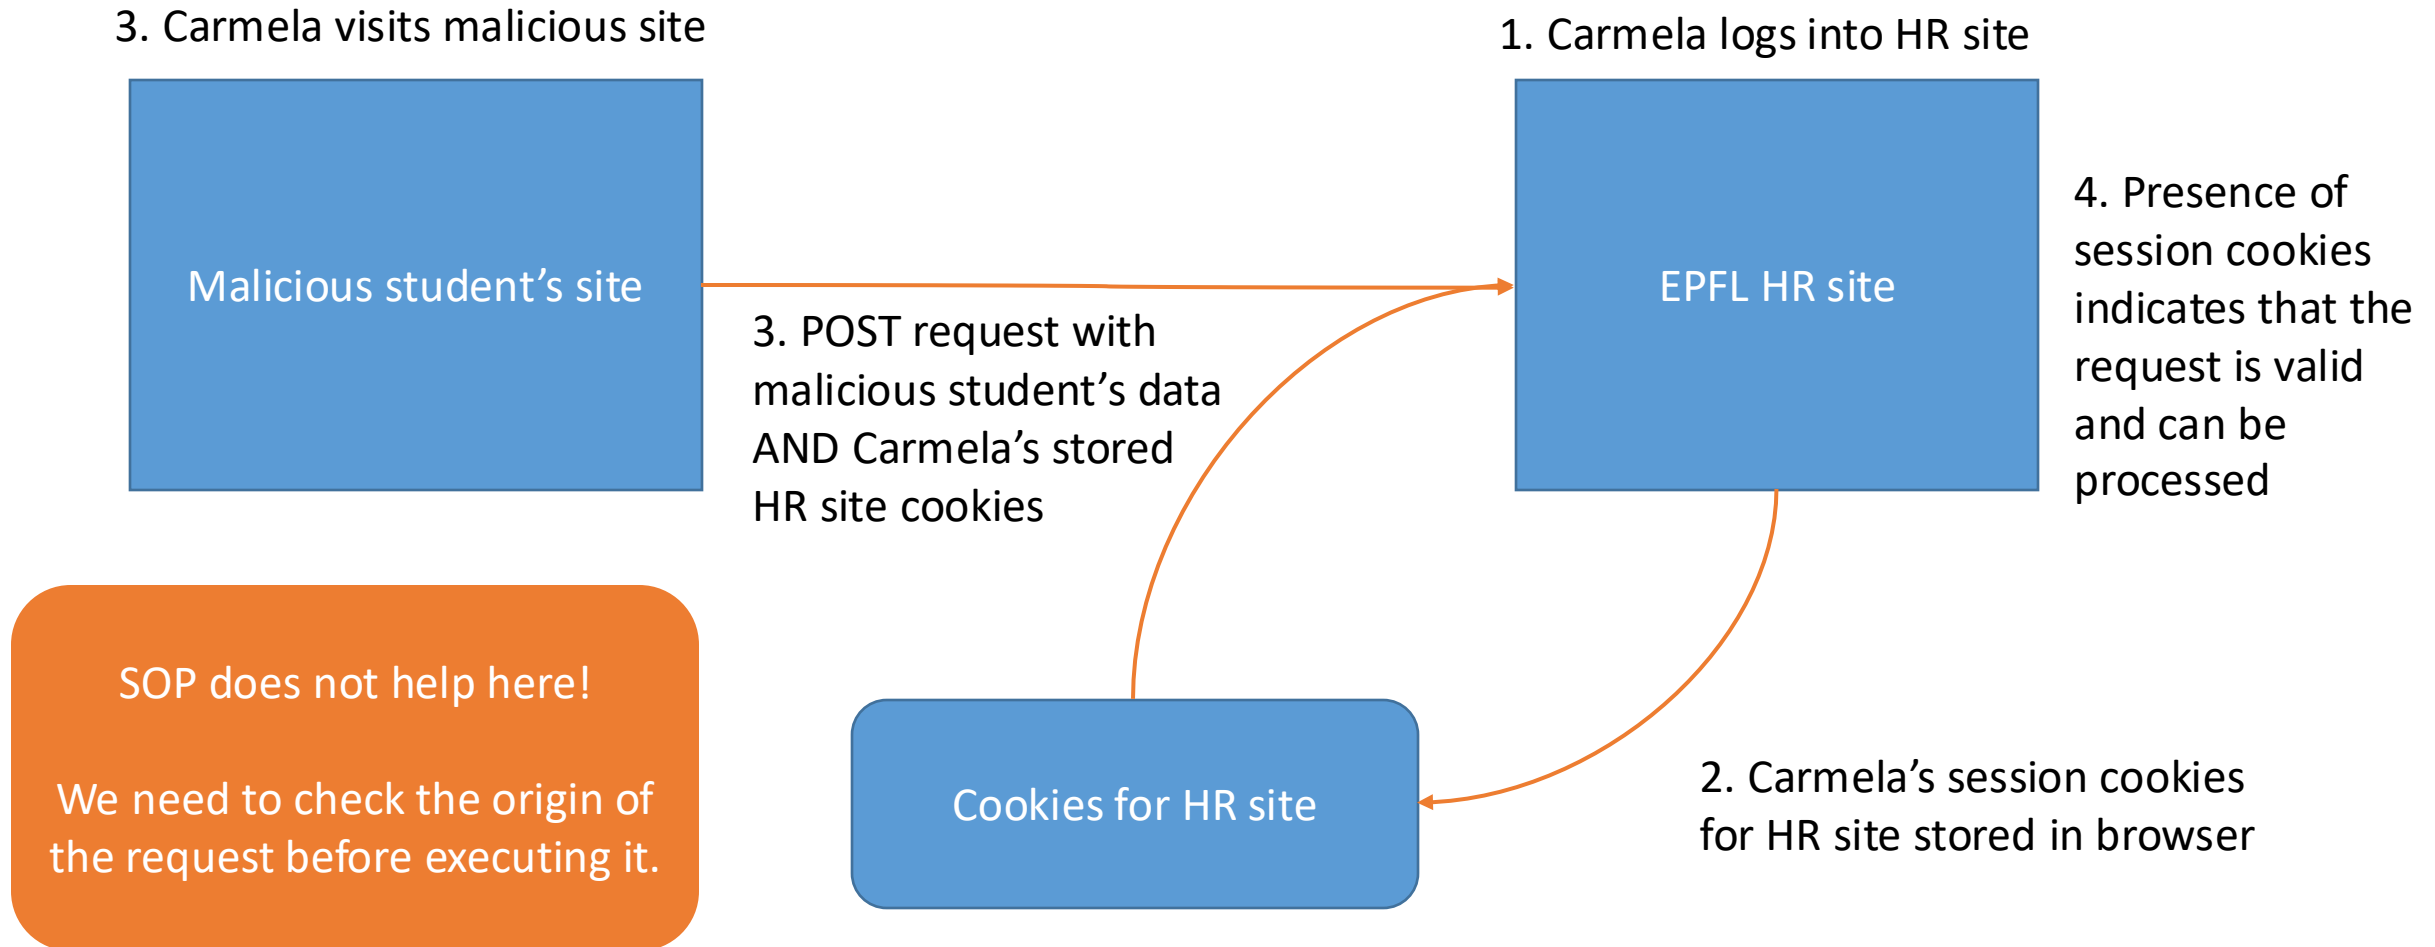 3. Carmela visits malicious site
1. Carmela logs into HR site
Malicious student’s site
EPFL HR site
3. POST request with
malicious student’s data
AND Carmela’s stored
HR site cookies
4. Presence of
session cookies
indicates that the
request is valid
and can be
processed
SOP does not help here!
We need to check the origin of
the request before executing it.
Cookies for HR site
2. Carmela’s session cookies
for HR site stored in browser